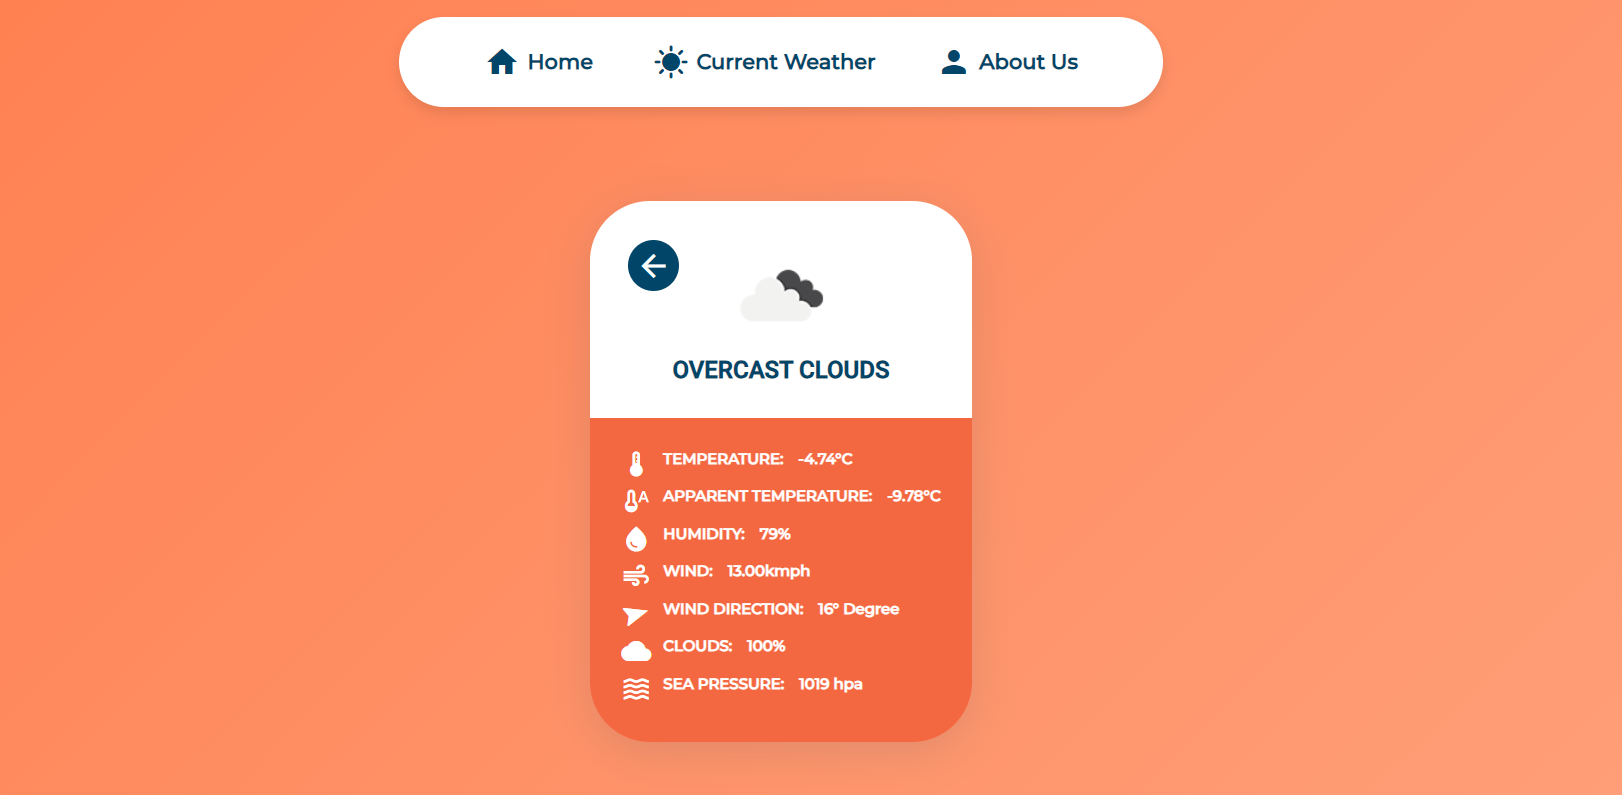 Home Current Weather About Us
OVERCAST CLOUDS
TEMPERATURE: -4.74°C
A APPARENT TEMPERATURE: -9.78°C
HUMIDITY: 79%
WIND: 13.00kmph
WIND DIRECTION: 16° Degree
CLOUDS: 100%
SEA PRESSURE: 1019 hpa